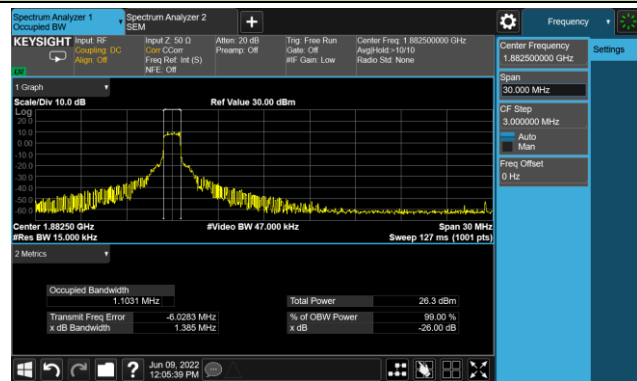 Spectrum Analyzer 1
Occupied BW
Spectrum Analyzer 2
SEM
+
Frequency
KEYSIGHT
Input: RF
Coupling: DC
Align: Off
Input Z: 50 Ω
Corr CCorr
Freq Ref: Int (S)
NFE: Off
Atten: 20 dB
Preamp: Off
Trig: Free Run
Gate: Off
#IF Gain: Low
Center Freq: 1.882500000 GHz
Avg|Hold:>10/10
Radio Std: None
Center Frequency
1.882500000 GHz
Settings
Span
30.000 MHz
CF Step
3.000000 MHz
Auto
Man
Freq Offset
0 Hz
1 Graph
Scale/Div 10.0 dB
Ref Value 30.00 dBm
Log
20.0
10.0
0.00
-10.0
-20.0
-30.0
-40.0
-50.0
-60.0
Center 1.88250 GHz
#Video BW 47.000 kHz
Span 30 MHz
#Res BW 15.000 kHz
Sweep 127 ms (1001 pts)
2 Metrics
Occupied Bandwidth
1.1031 MHz
Total Power
26.3 dBm
Transmit Freq Error
-6.0283 MHz
% of OBW Power
99.00 %
x dB Bandwidth
1.385 MHz
x dB
-26.00 dB
?
Jun 09, 2022
12:05:39 PM